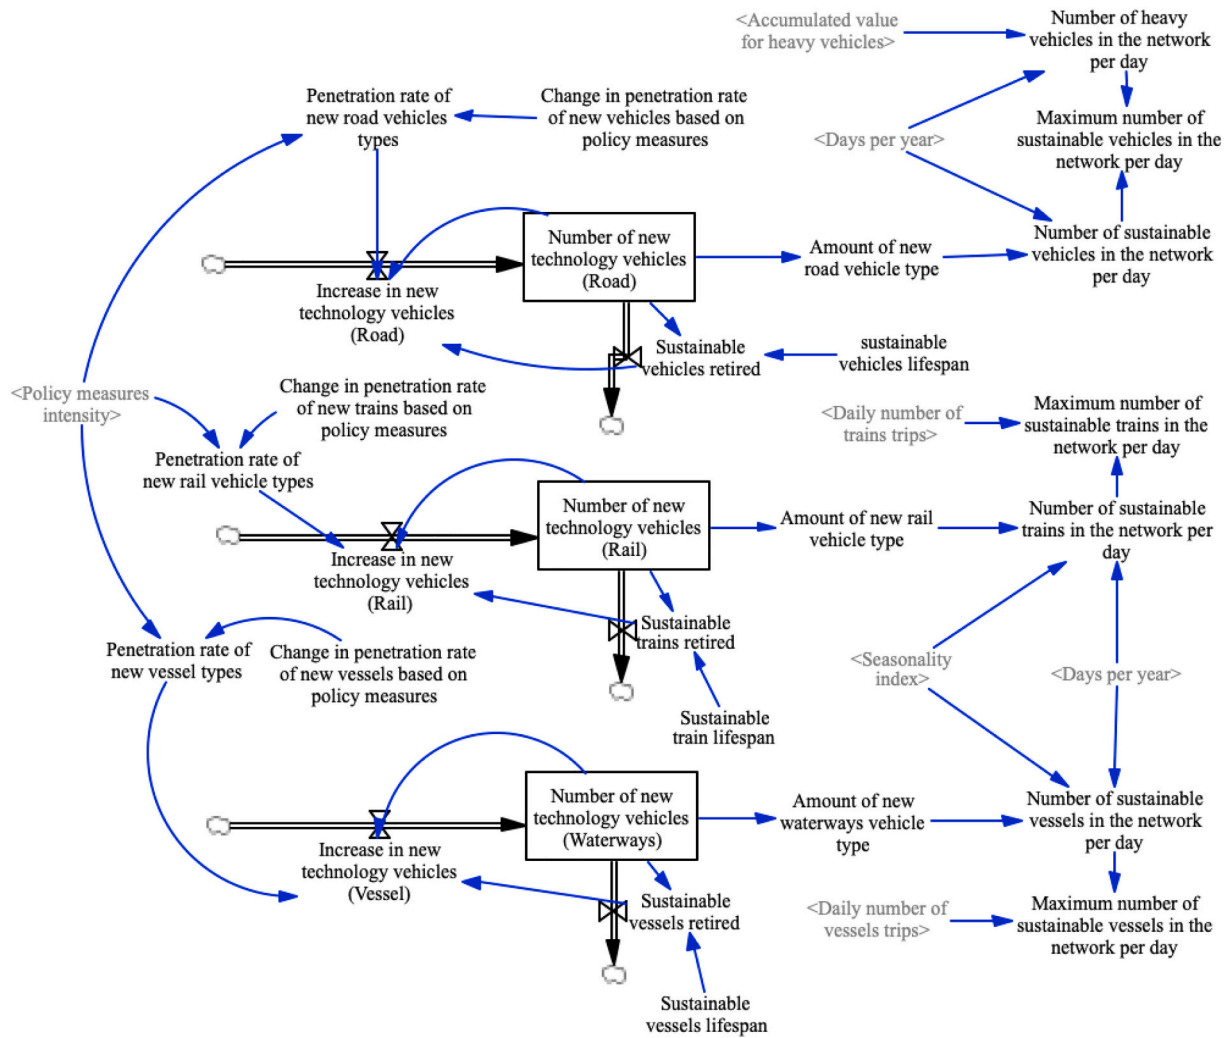 <Accumulated value
for heavy vehicles>
Number of heavy
vehicles in the network
per day
Penetration rate of
new road vehicles
types
Change in penetration rate
of new vehicles based on
policy measures
<Days per year>
Maximum number of
sustainable vehicles in the
network per day
Number of new
technology vehicles
(Road)
Amount of new
road vehicle type
Number of sustainable
vehicles in the network
per day
Increase in new
technology vehicles
(Road)
Sustainable
vehicles retired
sustainable
vehicles lifespan
<Policy measures
intensity>
Change in penetration rate
of new trains based on
policy measures
<Daily number of
trains trips>
Maximum number of
sustainable trains in the
network per day
Penetration rate of
new rail vehicle types
Number of new
technology vehicles
(Rail)
Amount of new rail
vehicle type
Number of sustainable
trains in the network per
day
Increase in new
technology vehicles
(Rail)
Sustainable
trains retired
Penetration rate of
new vessel types
Change in penetration rate
of new vessels based on
policy measures
<Seasonality
index>
<Days per year>
Sustainable
train lifespan
Number of new
technology vehicles
(Waterways)
Amount of new
waterways vehicle
type
Number of sustainable
vessels in the network
per day
Increase in new
technology vehicles
(Vessel)
Sustainable
vessels retired
<Daily number of
vessels trips>
Maximum number of
sustainable vessels in the
network per day
Sustainable
vessels lifespan